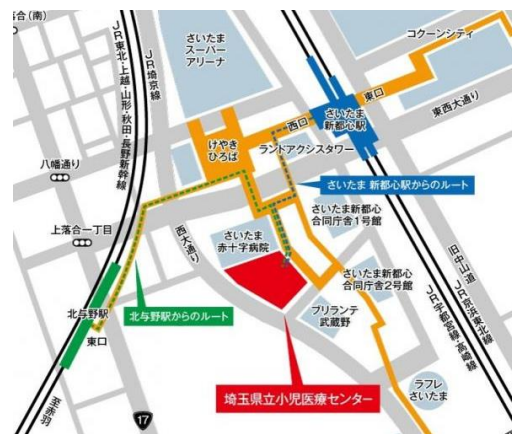 落合(南)
JR東北・上越・山形・秋田・長野新幹線
JR埼京線
さいたま
スーパー
アリーナ
コクーンシティ
東口
さいたま
新都心駅
西口
東西大通り
けやき
ひろば
ランドアクシスタワー
八幡通り
さいたま 新都心駅からのルート
上落合一丁目
西大通り
さいたま
赤十字病院
さいたま新都心
合同庁舎1号館
さいたま新都心
合同庁舎2号館
旧中山道
JR京浜東北線
JR宇都宮線・高崎線
北与野駅
東口
北与野駅からのルート
ブリランテ
武蔵野
ラフレ
さいたま
埼玉県立小児医療センター
至赤羽
17